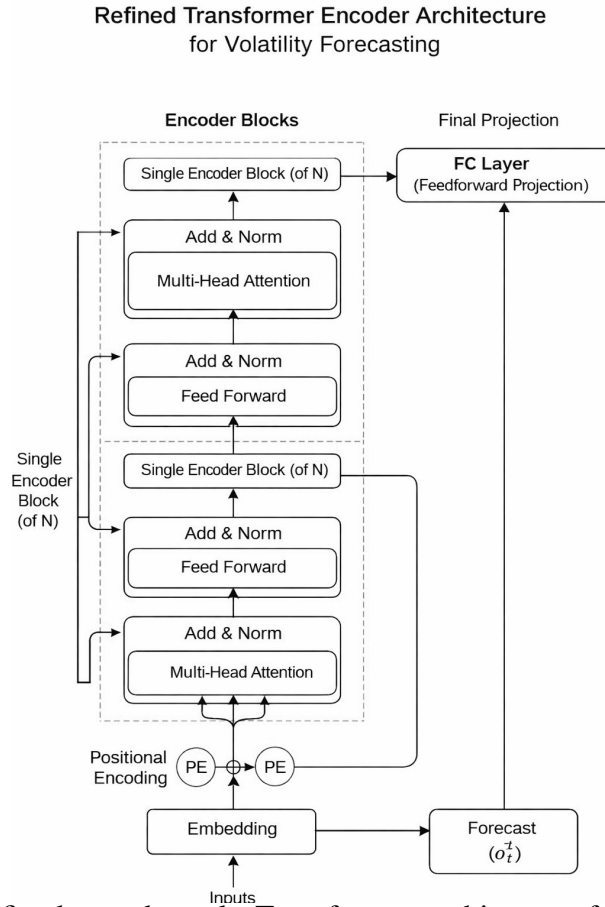 Refined Transformer Encoder Architecture
for Volatility Forecasting
Encoder Blocks
Final Projection
Single Encoder Block (of N)
FC Layer
(Feedforward Projection)
Add & Norm
Multi-Head Attention
Add & Norm
Feed Forward
Single
Encoder
Block
(of N)
Single Encoder Block (of N)
Add & Norm
Feed Forward
Add & Norm
Multi-Head Attention
Positional
Encoding
PE
PE
Embedding
Forecast
Inputs